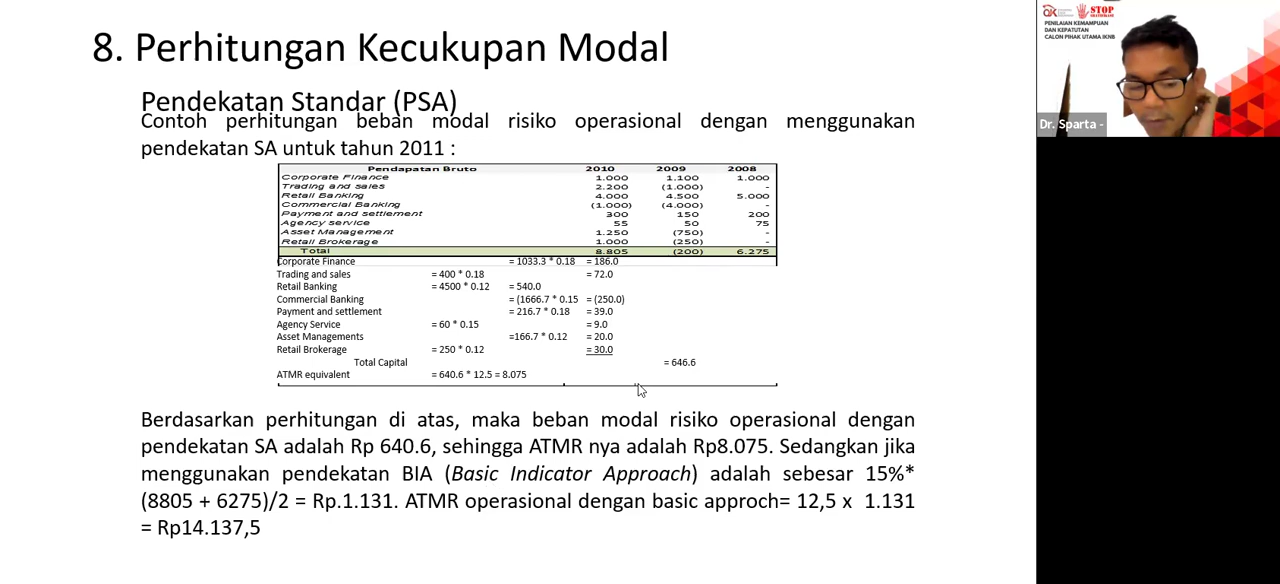 8. Perhitungan Kecukupan Modal
Pendekatan Standar (PSA)
Contoh perhitungan beban modal risiko operasional dengan menggunakan
pendekatan SA untuk tahun 2011 :
Pendapatan Bruto 2010 2009 2008
Corporate Finance 1.000 1.100 1.000
Trading and sales 2.200 (1.000) -
Retail Banking 4.000 4.500 5.000
Commercial Banking (1.000) (4.000) -
Payment and settlement 300 150 200
Agency service 55 50 75
Asset Management 1.250 (750) -
Retail Brokerage 1.000 (250) -
Total 8.805 (200) 6.275
Corporate Finance = 1033.3 * 0.18 = 186.0
Trading and sales = 400 * 0.18 = 72.0
Retail Banking = 4500 * 0.12 = 540.0
Commercial Banking = (1666.7 * 0.15 = (250.0)
Payment and settlement = 216.7 * 0.18 = 39.0
Agency Service = 60 * 0.15 = 9.0
Asset Managements =166.7 * 0.12 = 20.0
Retail Brokerage = 250 * 0.12 = 30.0
Total Capital = 646.6
ATMR equivalent = 640.6 * 12.5 = 8.075
Berdasarkan perhitungan di atas, maka beban modal risiko operasional dengan
pendekatan SA adalah Rp 640.6, sehingga ATMR nya adalah Rp8.075. Sedangkan jika
menggunakan pendekatan BIA (Basic Indicator Approach) adalah sebesar 15%*
(8805 + 6275)/2 = Rp.1.131. ATMR operasional dengan basic approch= 12,5 x 1.131
= Rp14.137,5
STOP
PENILAIAN KEMAMPUAN
DAN KEPATUTAN
CALON PIHAK UTAMA IKNB
Dr. Sparta -